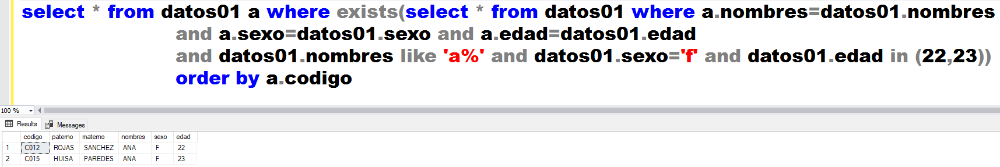 select * from datos01 a where exists(select * from datos01 where a.nombres=datos01.nombres
and a.sexo=datos01.sexo and a.edad=datos01.edad
and datos01.nombres like 'a%' and datos01.sexo='f' and datos01.edad in (22,23))
order by a.codigo
100 %
Results Messages
codigo paterno materno nombres sexo edad
1 C012 ROJAS SANCHEZ ANA F 22
2 C015 HUISA PAREDES ANA F 23